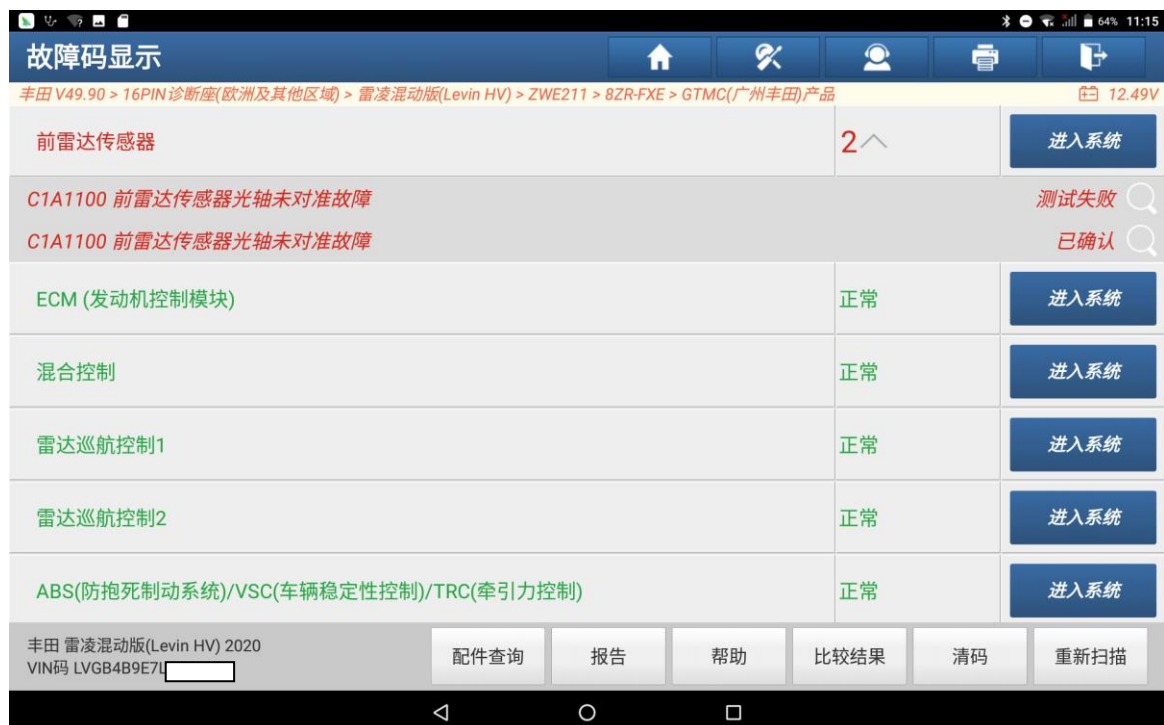 64% 11:15
故障码显示
丰田 V49.90 > 16PIN诊断座(欧洲及其他区域) > 雷凌混动版(Levin HV) > ZWE211 > 8ZR-FXE > GTMC(广州丰田)产品 12.49V
前雷达传感器 2 进入系统
C1A1100 前雷达传感器光轴未对准故障 测试失败
C1A1100 前雷达传感器光轴未对准故障 已确认
ECM (发动机控制模块) 正常 进入系统
混合控制 正常 进入系统
雷达巡航控制1 正常 进入系统
雷达巡航控制2 正常 进入系统
ABS(防抱死制动系统)/VSC(车辆稳定性控制)/TRC(牵引力控制) 正常 进入系统
丰田 雷凌混动版(Levin HV) 2020
VIN码 LVGB4B9E7L
配件查询 报告 帮助 比较结果 清码 重新扫描